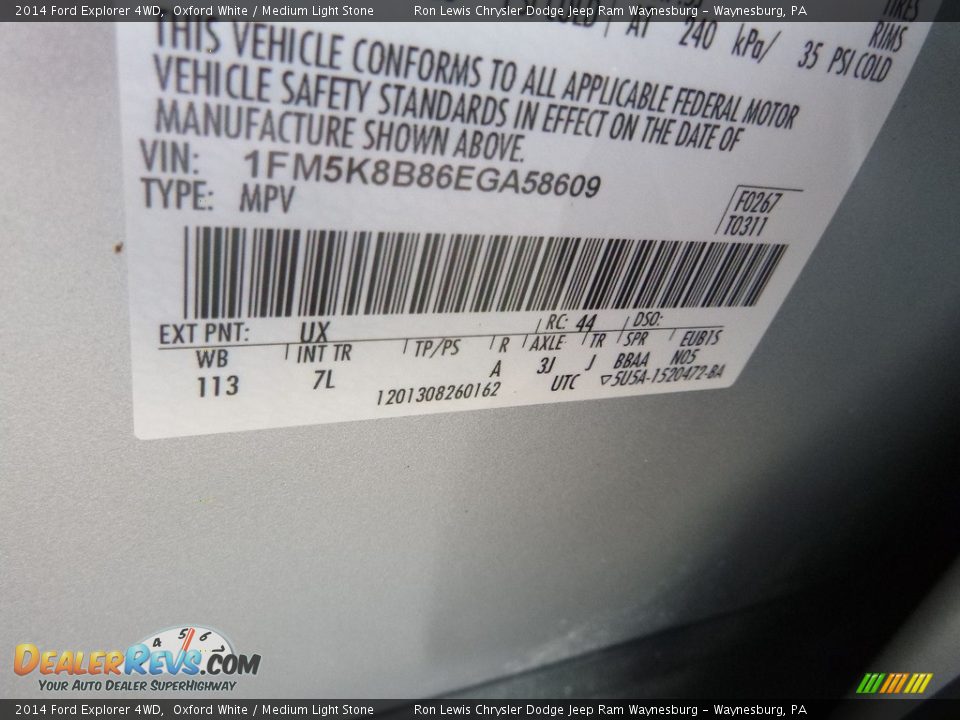 2014 Ford Explorer 4WD, Oxford White / Medium Light Stone Ron Lewis Chrysler Dodge Jeep Ram Waynesburg – Waynesburg, PA
TIRES
RIMS
AT 240 kPa/ 35 PSI COLD
THIS VEHICLE CONFORMS TO ALL APPLICABLE FEDERAL MOTOR
VEHICLE SAFETY STANDARDS IN EFFECT ON THE DATE OF
MANUFACTURE SHOWN ABOVE.
VIN: 1FM5K8B86EGA58609
TYPE: MPV
F0267
T0311
EXT PNT: UX RC: 44 DSO:
WB INT TR TP/PS R AXLE TR SPR EUB1S
113 7L A 3J J BBAA N05
1201308260162 UTC ▽5U5A-1520472-BA
4 5 6
DealerRevs.com
Your Auto Dealer SuperHighway
2014 Ford Explorer 4WD, Oxford White / Medium Light Stone Ron Lewis Chrysler Dodge Jeep Ram Waynesburg – Waynesburg, PA